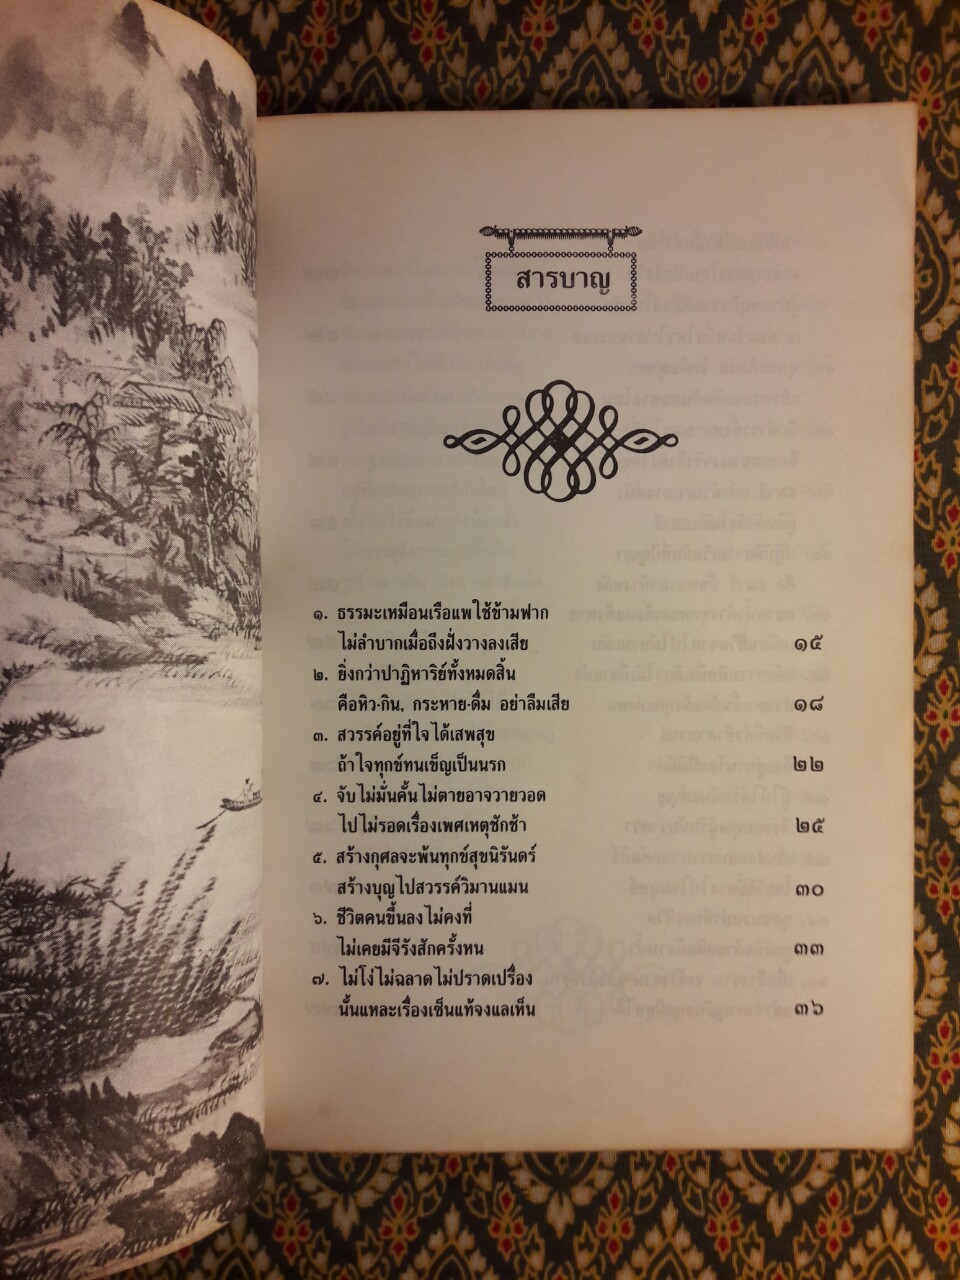 สารบาญ
๑. ธรรมะเหมือนเรือแพ ใช้ข้ามฟาก
ไม่ลำบากเมื่อถึงฝั่งวางลงเสีย ๑๕
๒. ยิ่งกว่าปาฏิหาริย์ทั้งหมดสิ้น
คือหิว-กิน, กระหาย-ดื่ม อย่าลืมเสีย ๑๘
๓. สวรรค์อยู่ที่ใจ ได้เสพสุข
ถ้าใจทุกข์ทนเข็ญเป็นนรก ๒๒
๔. จับไม่มั่นคั้นไม่ตายอาจวายวอด
ไปไม่รอดเรื่องเพศเหตุชักช้า ๒๕
๕. สร้างกุศลจะพ้นทุกข์สุขนิรันดร์
สร้างบุญไปสวรรค์วิมานแมน ๓๐
๖. ชีวิตคนขึ้นลงไม่คงที่
ไม่เคยมีจีรังสักครั้งหน ๓๓
๗. ไม่โง่ไม่ฉลาดไม่ปราดเปรื่อง
นั้นแหละเรื่องเซ็นแท้จงแลเห็น ๓๖